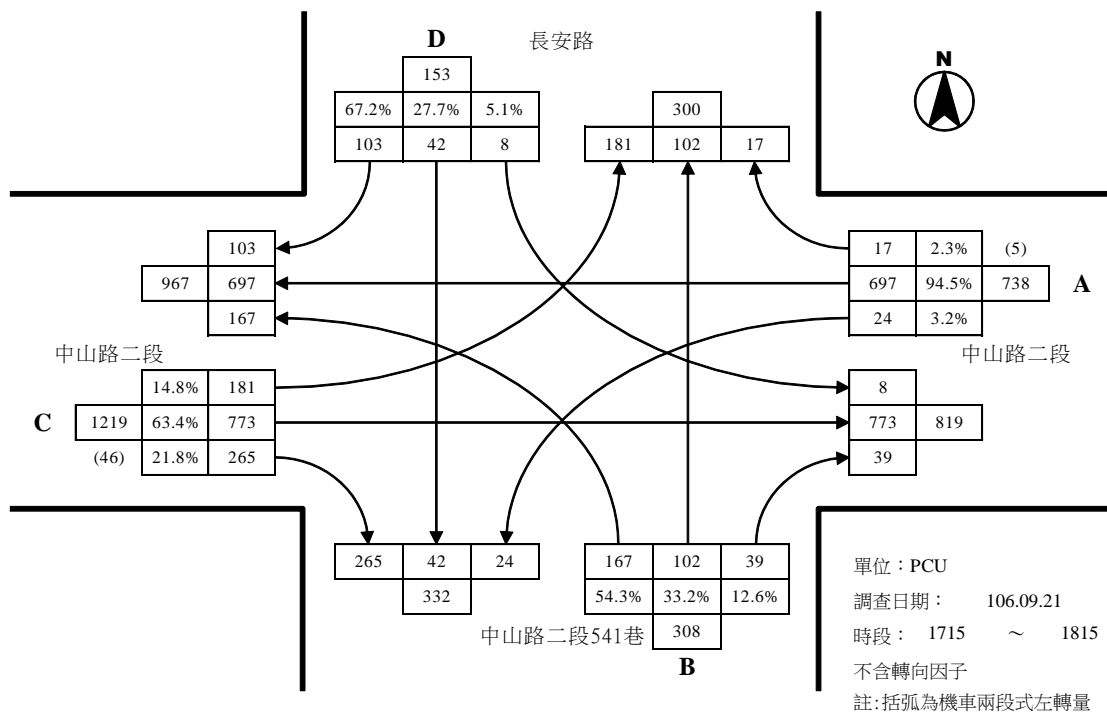 D 長安路
N
153
67.2% 27.7% 5.1%
103 42 8
300
181 102 17
103
967 697
167
17 2.3% (5)
697 94.5% 738 A
24 3.2%
中山路二段
中山路二段
14.8% 181
C 1219 63.4% 773
(46) 21.8% 265
8
773 819
39
265 42 24
332
167 102 39
54.3% 33.2% 12.6%
308
中山路二段541巷
B
單位：PCU
調查日期： 106.09.21
時段： 1715 ～ 1815
不含轉向因子
註:括弧為機車兩段式左轉量